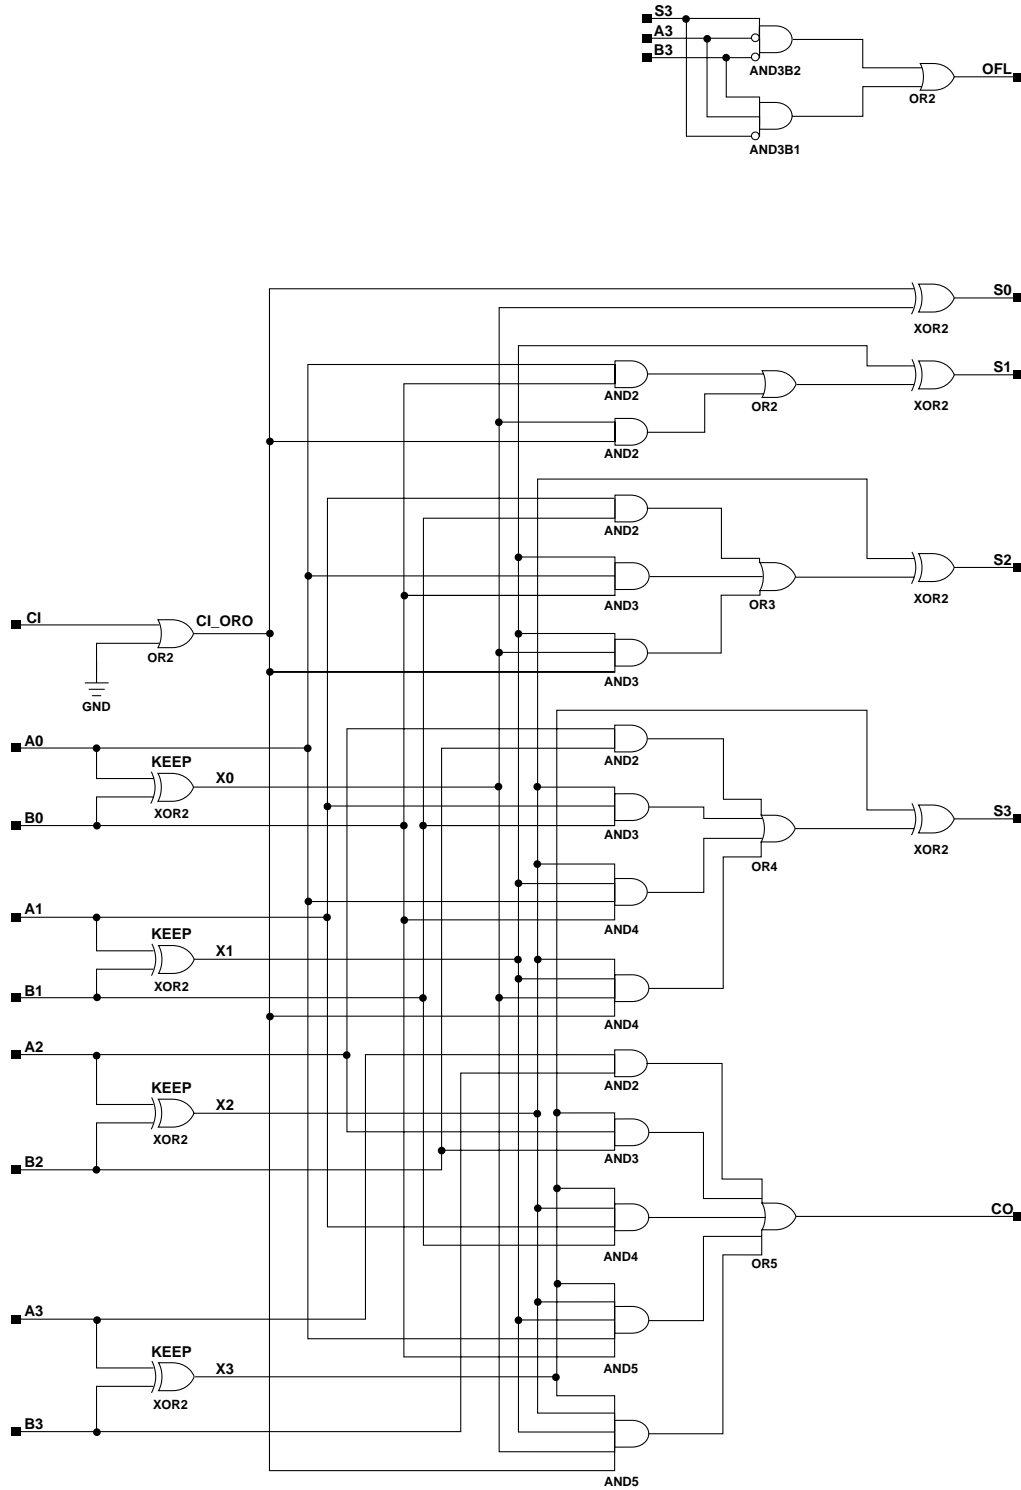 S3
A3
B3
AND3B2
OR2
OFL
AND3B1
S0
XOR2
AND2
OR2
S1
XOR2
AND2
AND2
S2
AND3
OR3
XOR2
CI
CI_ORO
OR2
AND3
GND
A0
KEEP
X0
XOR2
B0
AND2
AND3
S3
XOR2
OR4
A1
KEEP
X1
XOR2
B1
AND4
AND4
A2
KEEP
X2
XOR2
B2
AND2
AND3
CO
AND4
OR5
A3
KEEP
X3
XOR2
B3
AND5
AND5